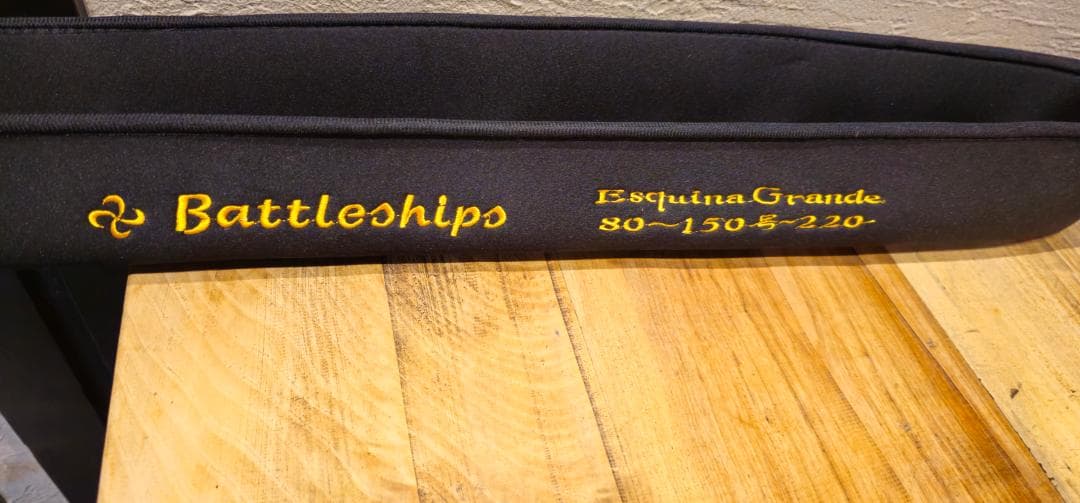 Battleships
Esquina Grande
80~150号~220-